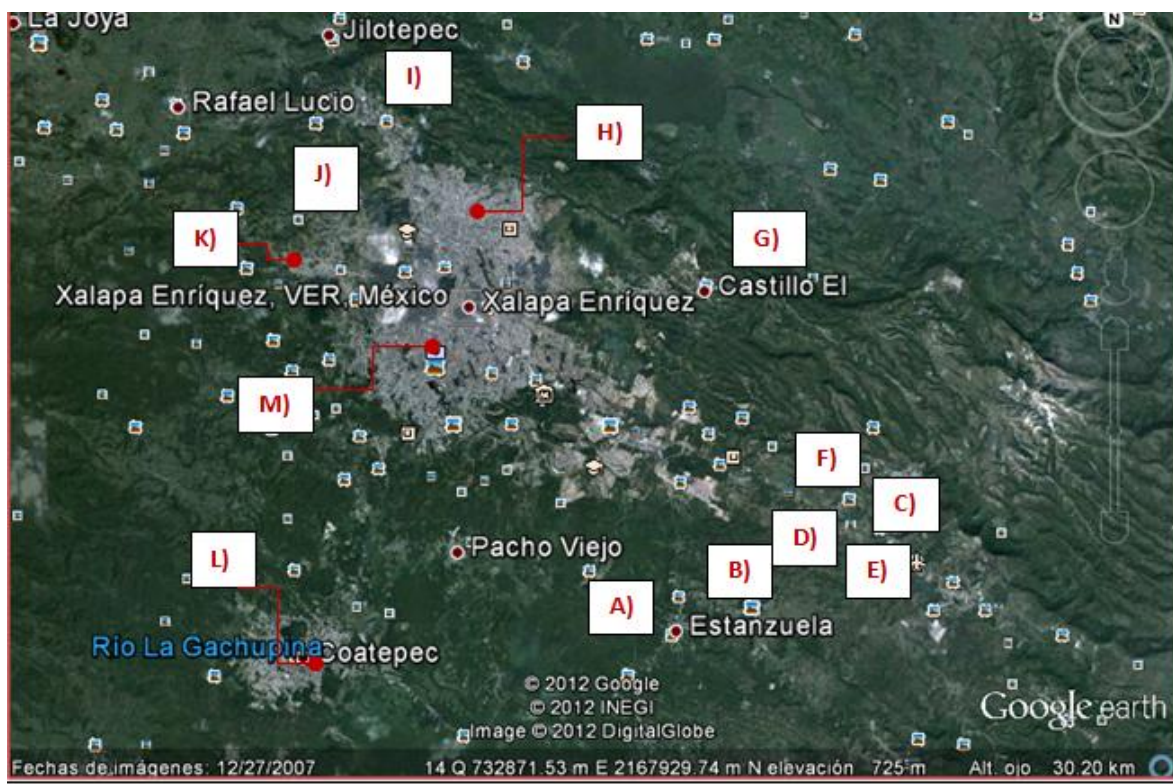 La Joya
Jilotepec
N
I)
Rafael Lucio
H)
J)
K)
G)
Castillo El
Xalapa Enríquez, VER, México
Xalapa Enríquez
M)
F)
C)
D)
L)
Pacho Viejo
B)
E)
A)
Estanzuela
Río La Gachupina
Coatepec
© 2012 Google
© 2012 INEGI
Image © 2012 DigitalGlobe
Google earth
Fechas de imágenes: 12/27/2007 14 Q 732871.53 m E 2167929.74 m N elevación 725 m Alt. ojo 30.20 km